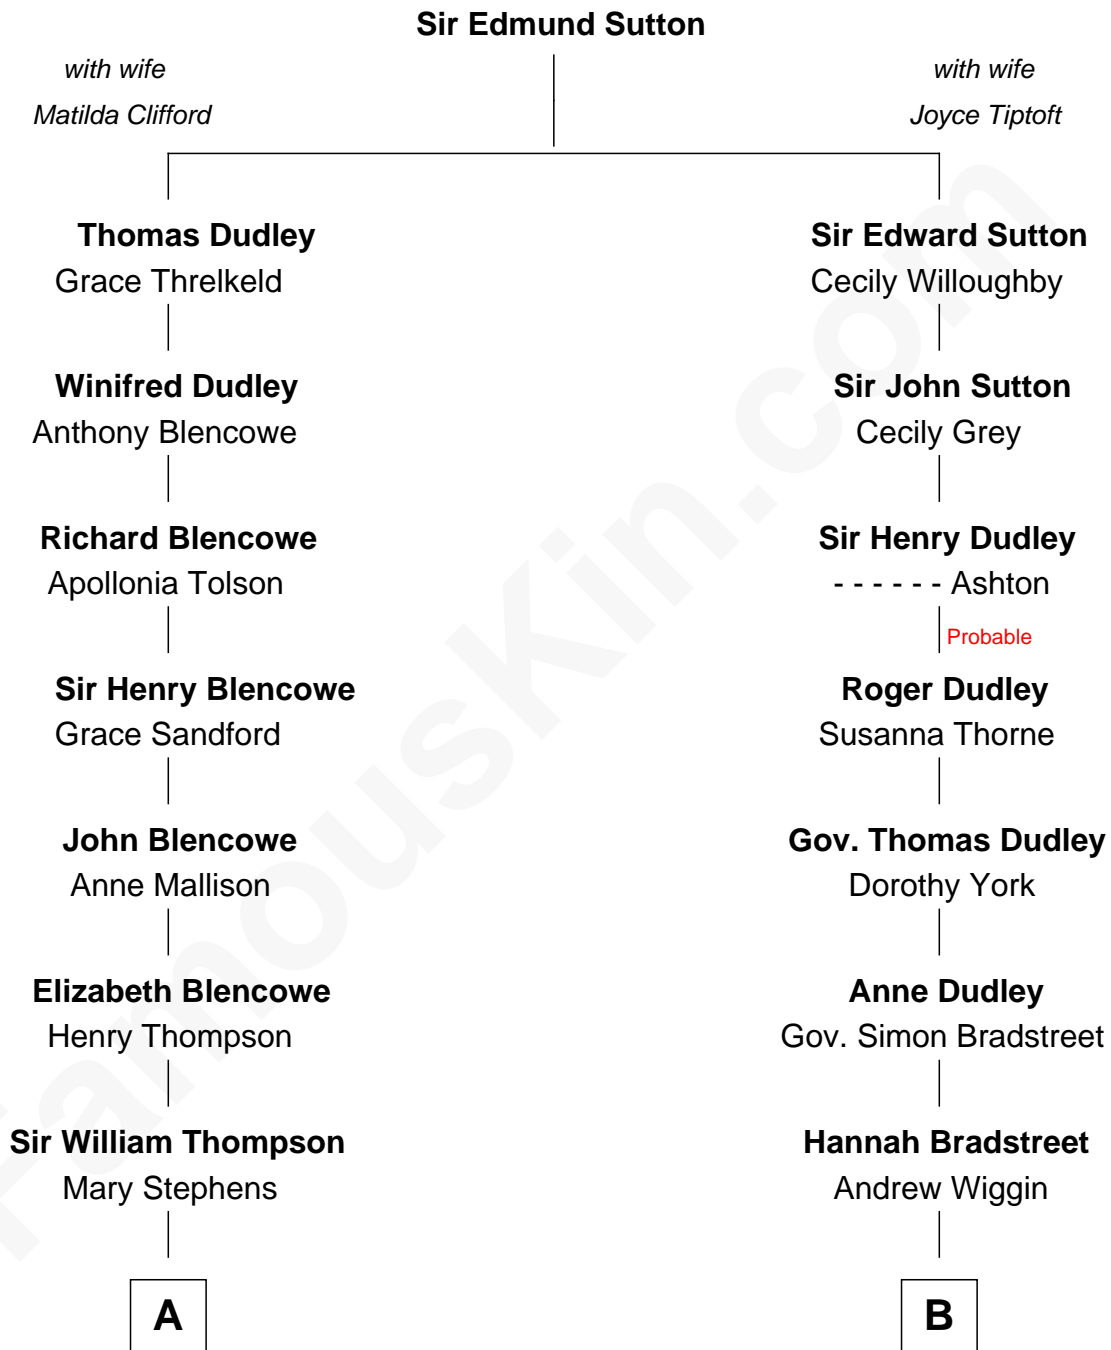 Sir Edmund Sutton
with wife
Matilda Clifford
with wife
Joyce Tiptoft
Thomas Dudley
Grace Threlkeld
Sir Edward Sutton
Cecily Willoughby
Winifred Dudley
Anthony Blencowe
Sir John Sutton
Cecily Grey
Richard Blencowe
Apollonia Tolson
Sir Henry Dudley
- - - - - - Ashton
Probable
Sir Henry Blencowe
Grace Sandford
Roger Dudley
Susanna Thorne
John Blencowe
Anne Mallison
Gov. Thomas Dudley
Dorothy York
Elizabeth Blencowe
Henry Thompson
Anne Dudley
Gov. Simon Bradstreet
Sir William Thompson
Mary Stephens
Hannah Bradstreet
Andrew Wiggin
A
B
FamousKin.com